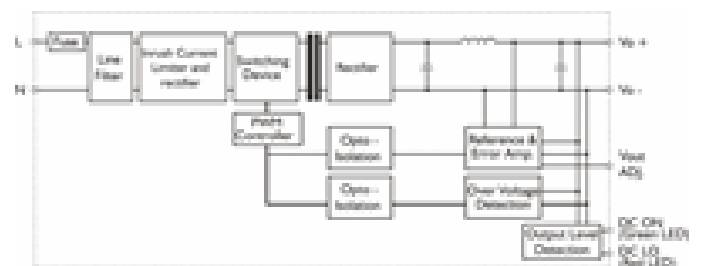 L
Fuse
N
Line
Filter
Inrush Current
Limiter and
rectifier
Switching
Device
Rectifier
Vo +
Vo -
PWM
Controller
Opto -
Isolation
Reference &
Error Amp.
Vout
ADJ
Opto -
Isolation
Over Voltage
Detection
Output Level
Detection
DC ON
(Green LED)
DC LO
(Red LED)